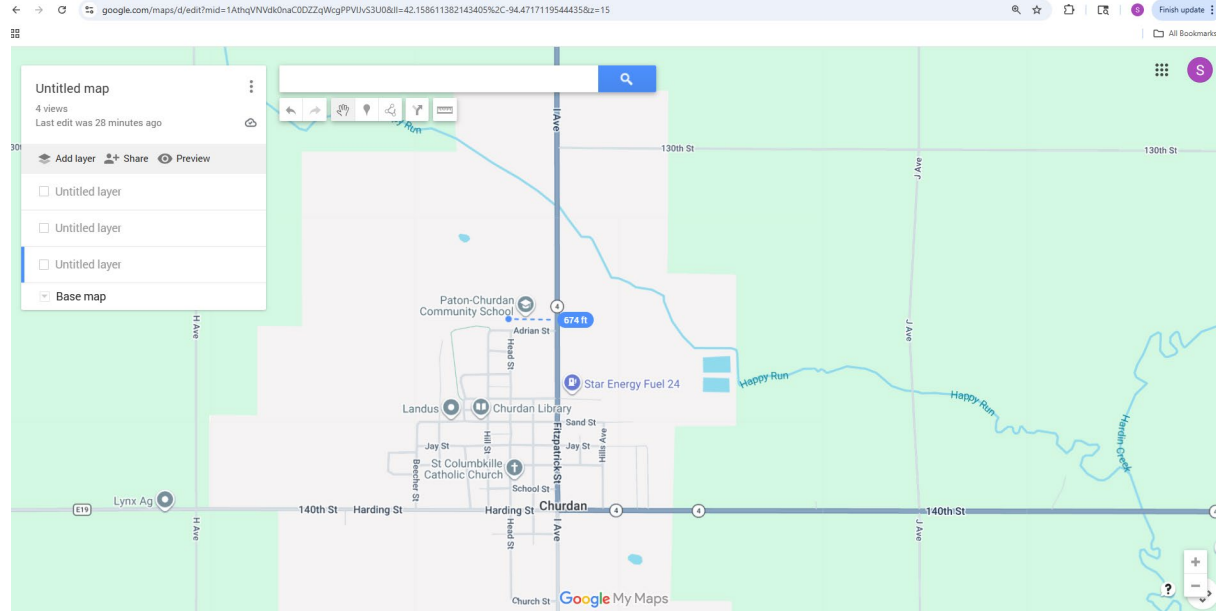 google.com/maps/d/edit?mid=1AthqVNVdk0naC0DZZqWcgPPVUvS3U0&ll=42.158611382143405%2C-94.4717119544435&z=15
S
Finish update
All Bookmarks
Untitled map
4 views
Last edit was 28 minutes ago
Add layer
Share
Preview
Untitled layer
Untitled layer
Untitled layer
Base map
S
Run
I Ave
130th St
J Ave
130th St
Paton-Churdan
Community School
4
674 ft
Adrian St
H Ave
J Ave
Head St
Star Energy Fuel 24
Happy Run
Happy Run
Hardin Creek
Landus
Churdan Library
Sand St
Fitzpatrick St
Hillis Ave
Jay St
Hill St
Jay St
Beecher St
St Columbkille
Catholic Church
School St
Lynx Ag
E19
140th St
Harding St
Harding St
Churdan
4
4
140th St
4
H Ave
Head St
I Ave
J Ave
Church St
Google My Maps
?